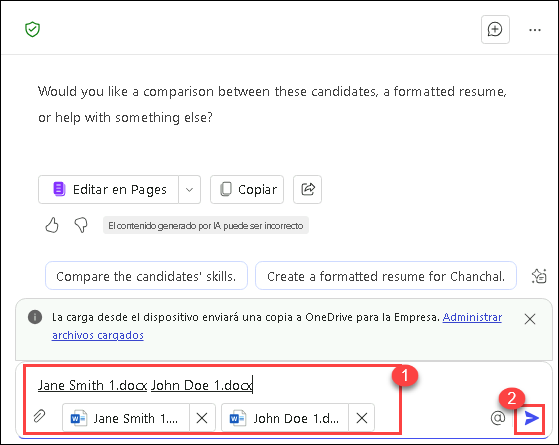 Would you like a comparison between these candidates, a formatted resume,
or help with something else?
Editar en Pages
Copiar
El contenido generado por IA puede ser incorrecto
Compare the candidates' skills.
Create a formatted resume for Chanchal.
La carga desde el dispositivo enviará una copia a OneDrive para la Empresa. Administrar
archivos cargados
1
Jane Smith 1.docx John Doe 1.docx
2
Jane Smith 1....
John Doe 1.d...